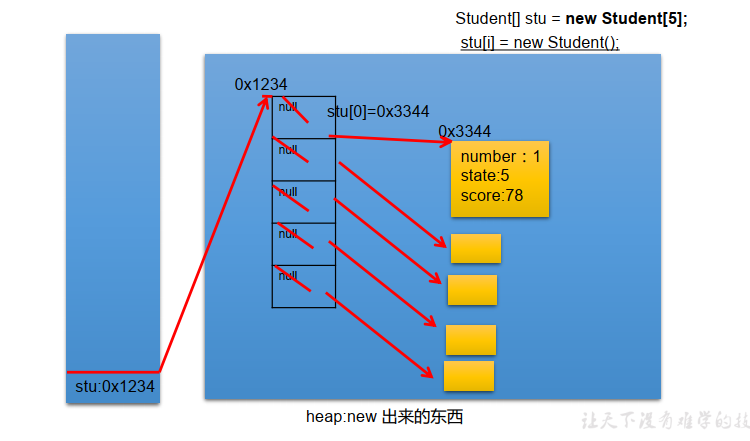 Student[] stu = new Student[5];
stu[i] = new Student();
0x1234
null
stu[0]=0x3344
0x3344
number：1
state:5
score:78
null
null
null
null
stu:0x1234
heap:new 出来的东西
让天下没有难学的技